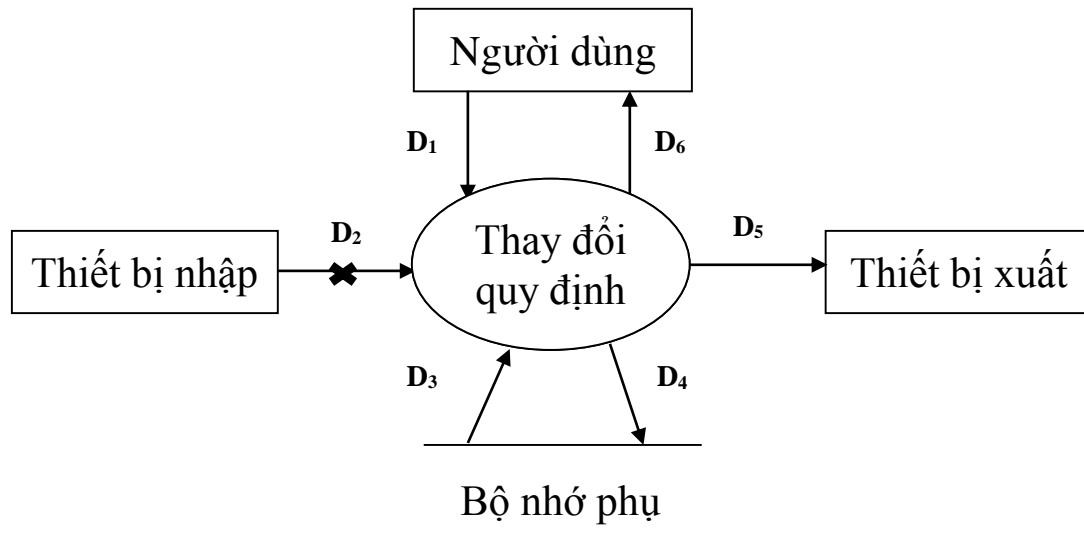 Người dùng
D₁
D₆
Thiết bị nhập
D₂
Thay đổi
quy định
D₅
Thiết bị xuất
D₃
D₄
Bộ nhớ phụ